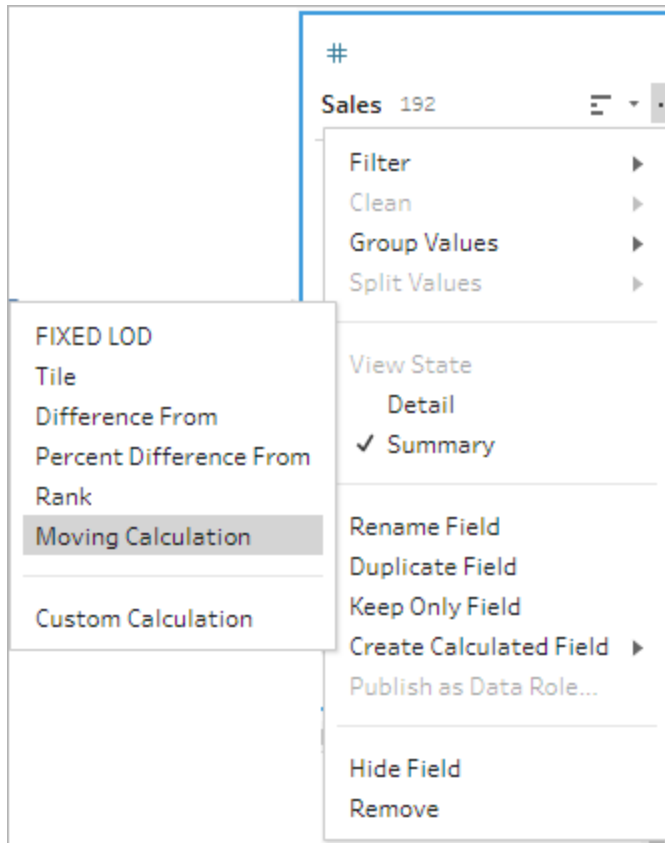 #
Sales 192
Filter
Clean
Group Values
Split Values
View State
Detail
✓ Summary
Rename Field
Duplicate Field
Keep Only Field
Create Calculated Field
Publish as Data Role...
Hide Field
Remove
FIXED LOD
Tile
Difference From
Percent Difference From
Rank
Moving Calculation
Custom Calculation